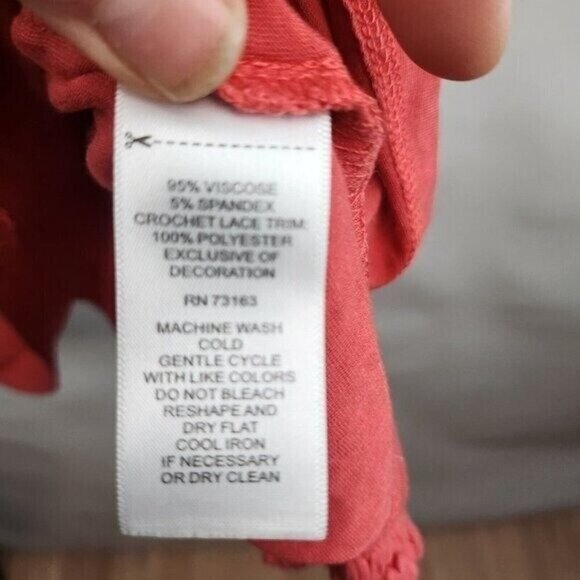 95% VISCOSE
5% SPANDEX
CROCHET LACE TRIM:
100% POLYESTER
EXCLUSIVE OF
DECORATION
RN 73163
MACHINE WASH
COLD
GENTLE CYCLE
WITH LIKE COLORS
DO NOT BLEACH
RESHAPE AND
DRY FLAT
COOL IRON
IF NECESSARY
OR DRY CLEAN